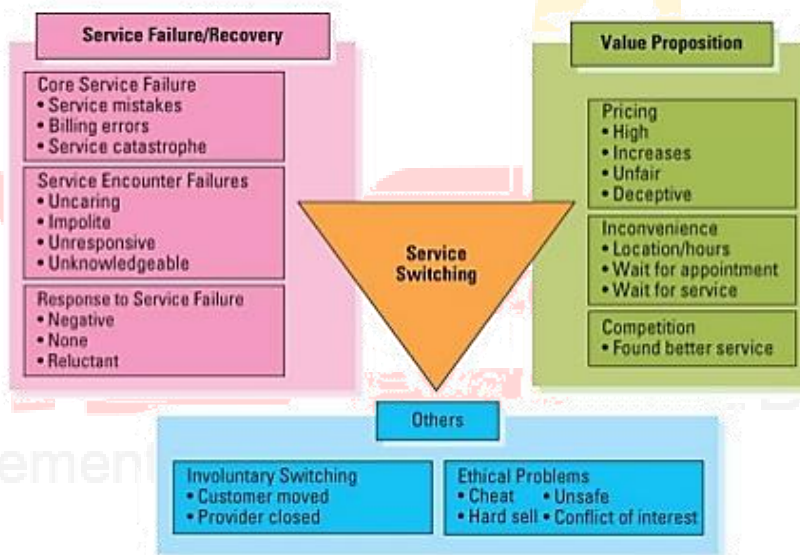 Service Failure/Recovery
Core Service Failure
• Service mistakes
• Billing errors
• Service catastrophe
Service Encounter Failures
• Uncaring
• Impolite
• Unresponsive
• Unknowledgeable
Response to Service Failure
• Negative
• None
• Reluctant
Service
Switching
Value Proposition
Pricing
• High
• Increases
• Unfair
• Deceptive
Inconvenience
• Location/hours
• Wait for appointment
• Wait for service
Competition
• Found better service
Others
Involuntary Switching
• Customer moved
• Provider closed
Ethical Problems
• Cheat • Unsafe
• Hard sell • Conflict of interest